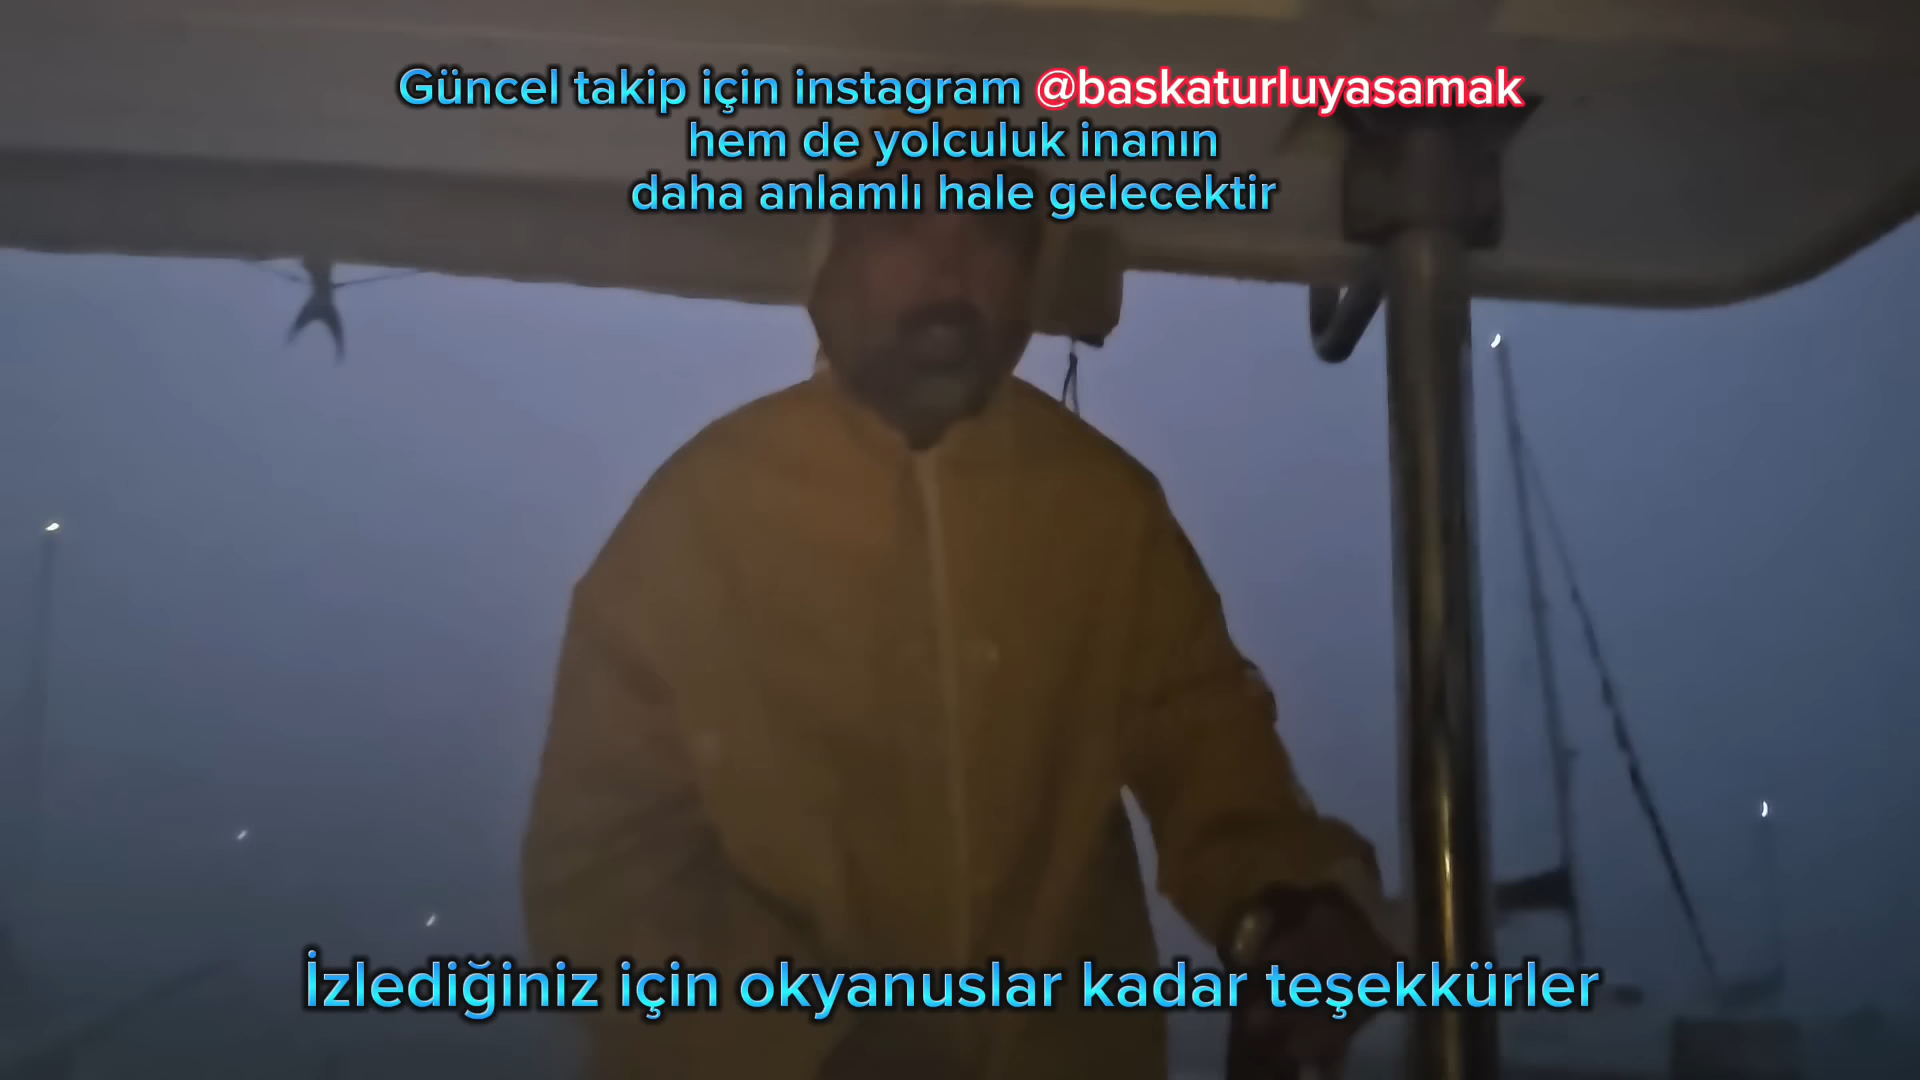 Güncel takip için instagram @baskaturluyasamak
hem de yolculuk inanın
daha anlamlı hale gelecektir
İzlediğiniz için okyanuslar kadar teşekkürler